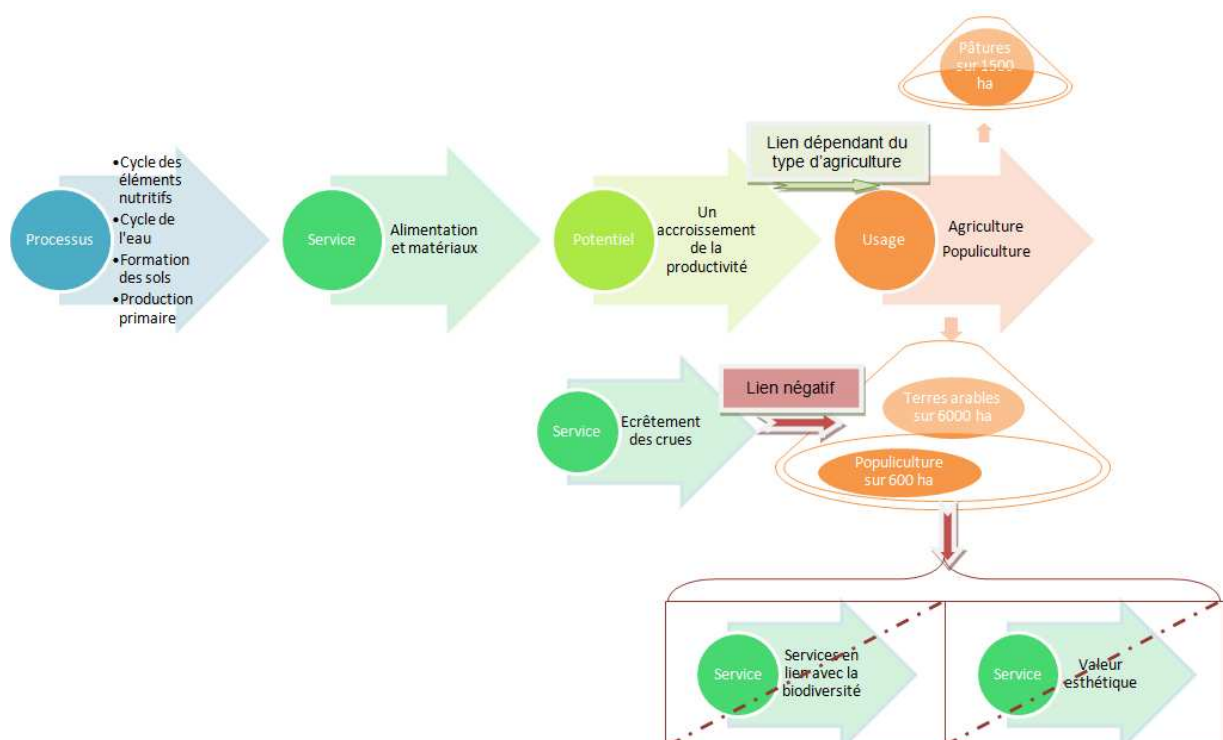 Pâtures
sur 1500
ha
Lien dépendant du
type d'agriculture
Processus
•Cycle des
éléments
nutritifs
•Cycle de
l'eau
•Formation
des sols
•Production
primaire
Service
Alimentation
et matériaux
Potentiel
Un
accroissement
de la
productivité
Usage
Agriculture
Populiculture
Service
Ecrêtement
des crues
Lien négatif
Terres arables
sur 6000 ha
Populiculture
sur 600 ha
Service
Services en
lien avec la
biodiversité
Service
Valeur
esthétique